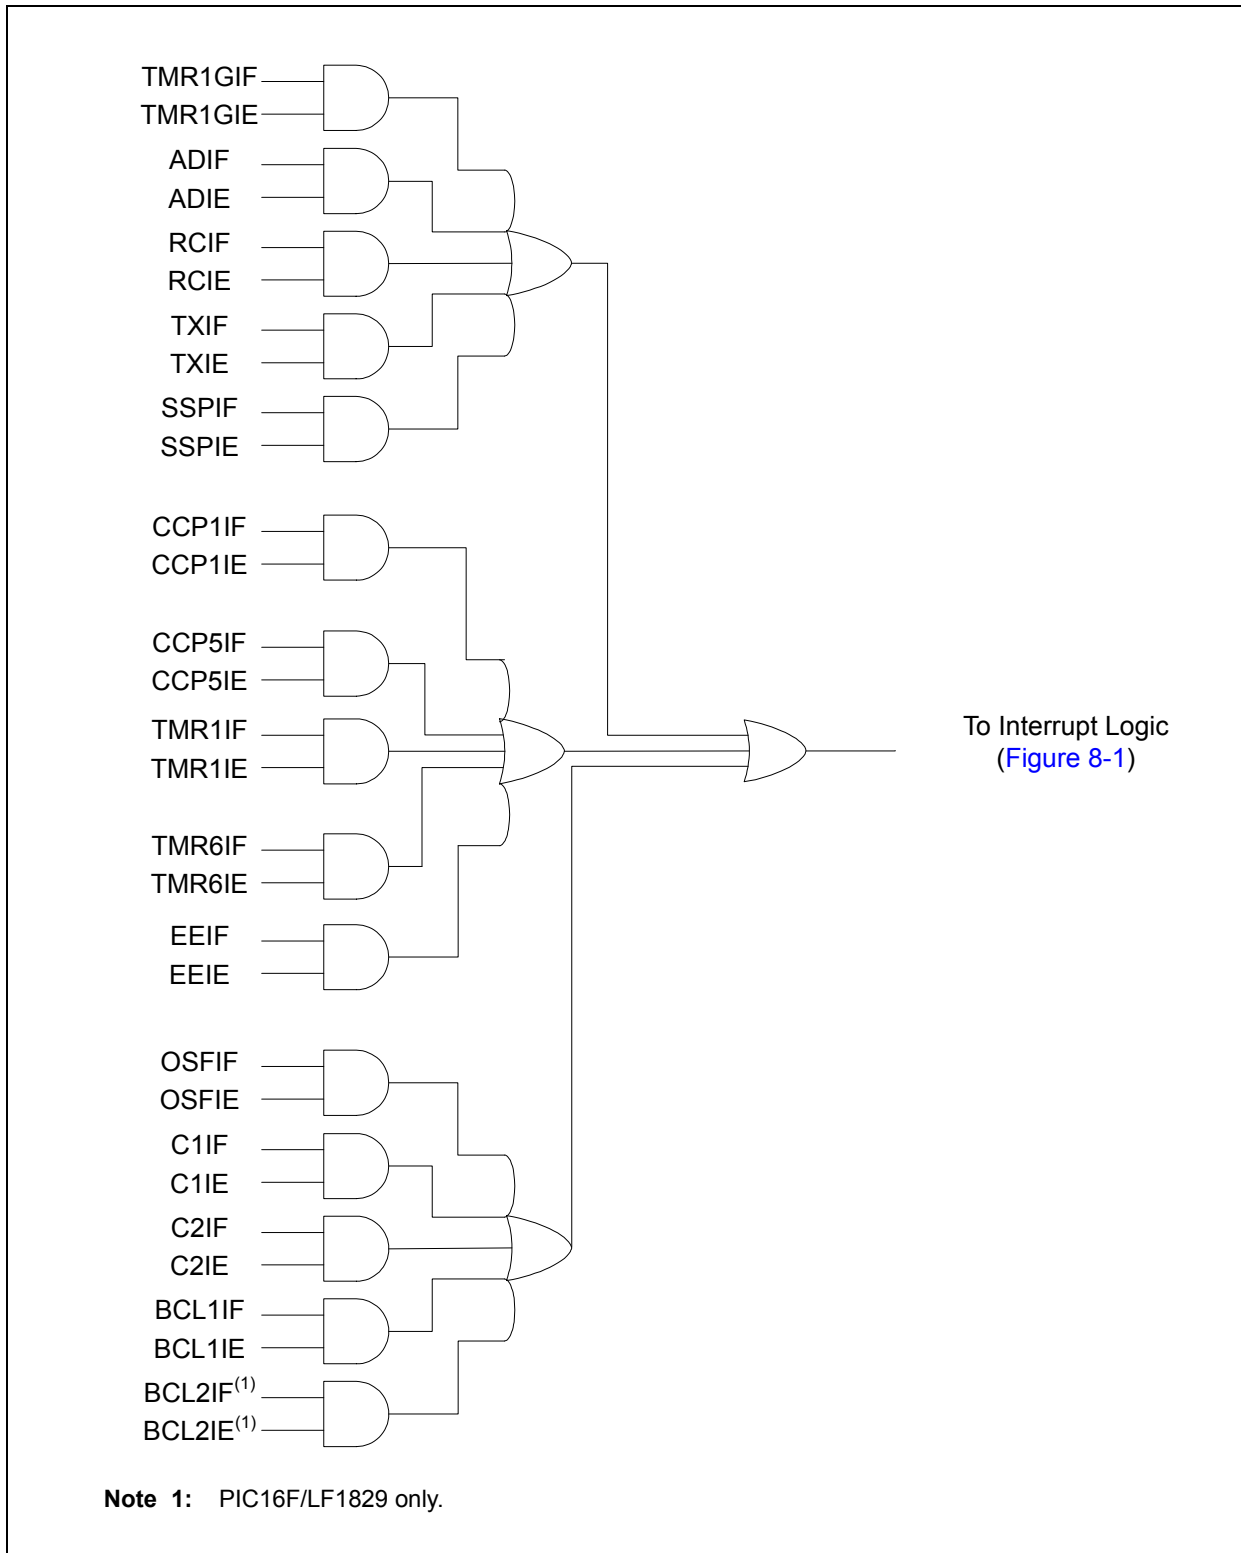 TMR1GIF
TMR1GIE
ADIF
ADIE
RCIF
RCIE
TXIF
TXIE
SSPIF
SSPIE
CCP1IF
CCP1IE
CCP5IF
CCP5IE
TMR1IF
TMR1IE
To Interrupt Logic
(Figure 8-1)
TMR6IF
TMR6IE
EEIF
EEIE
OSFIF
OSFIE
C1IF
C1IE
C2IF
C2IE
BCL1IF
BCL1IE
BCL2IF(1)
BCL2IE(1)
Note 1: PIC16F/LF1829 only.